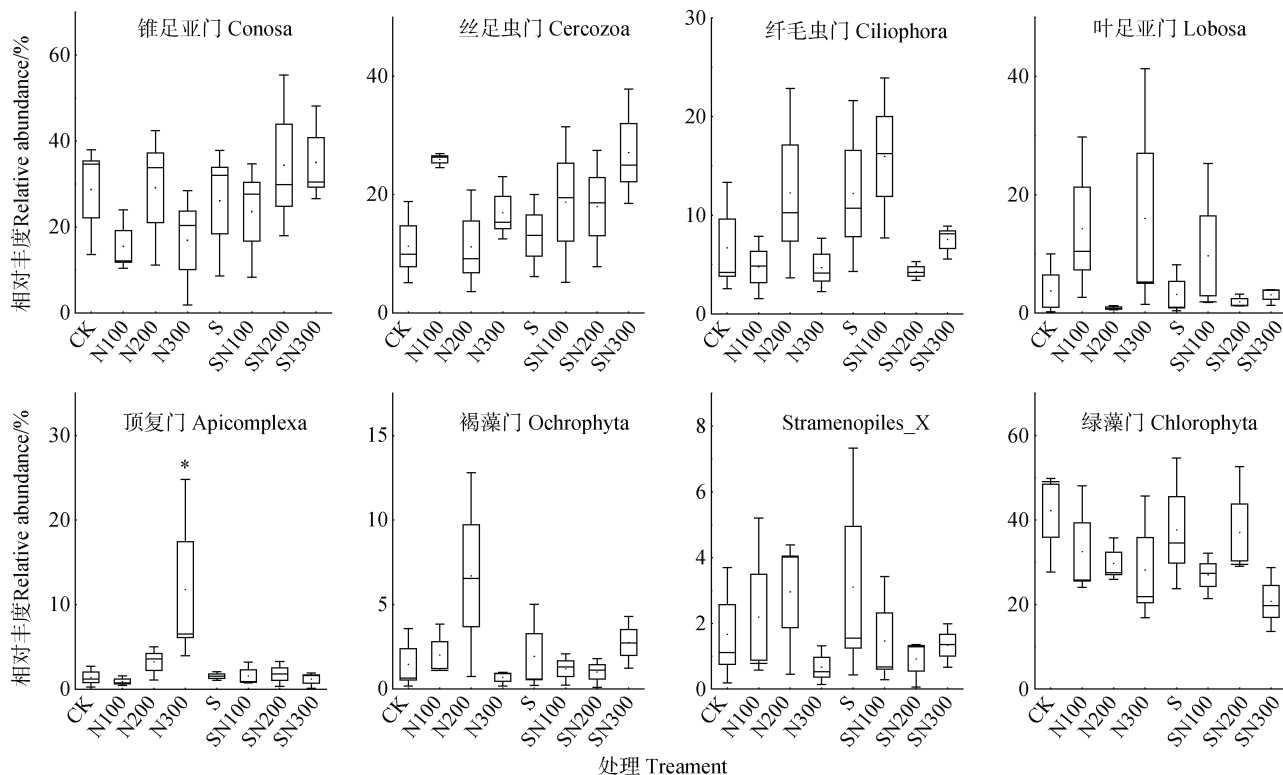 锥足亚门 Conosa
丝足虫门 Cercozoa
纤毛虫门 Ciliophora
叶足亚门 Lobosa
相对丰度Relative abundance/%
60
40
20
0
CK
N100
N200
N300
S
SN100
SN200
SN300
40
20
0
CK
N100
N200
N300
S
SN100
SN200
SN300
30
20
10
0
CK
N100
N200
N300
S
SN100
SN200
SN300
40
20
0
CK
N100
N200
N300
S
SN100
SN200
SN300
顶复门 Apicomplexa
褐藻门 Ochrophyta
Stramenopiles_X
绿藻门 Chlorophyta
相对丰度Relative abundance/%
30
20
10
0
*
CK
N100
N200
N300
S
SN100
SN200
SN300
15
10
5
0
CK
N100
N200
N300
S
SN100
SN200
SN300
8
6
4
2
0
CK
N100
N200
N300
S
SN100
SN200
SN300
60
40
20
0
CK
N100
N200
N300
S
SN100
SN200
SN300
处理 Treament